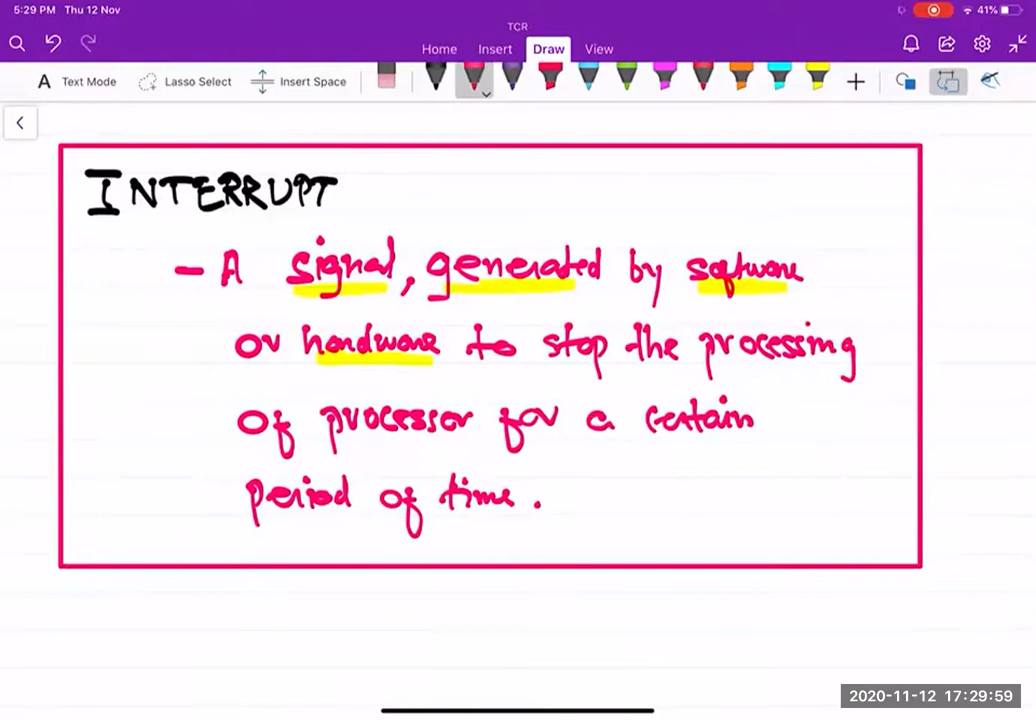 5:29 PM Thu 12 Nov
41%
TCR
Home Insert Draw View
A Text Mode Lasso Select Insert Space
INTERRUPT
- A signal, generated by software
or hardware to stop the processing
of processor for a certain
period of time.
2020-11-12 17:29:59